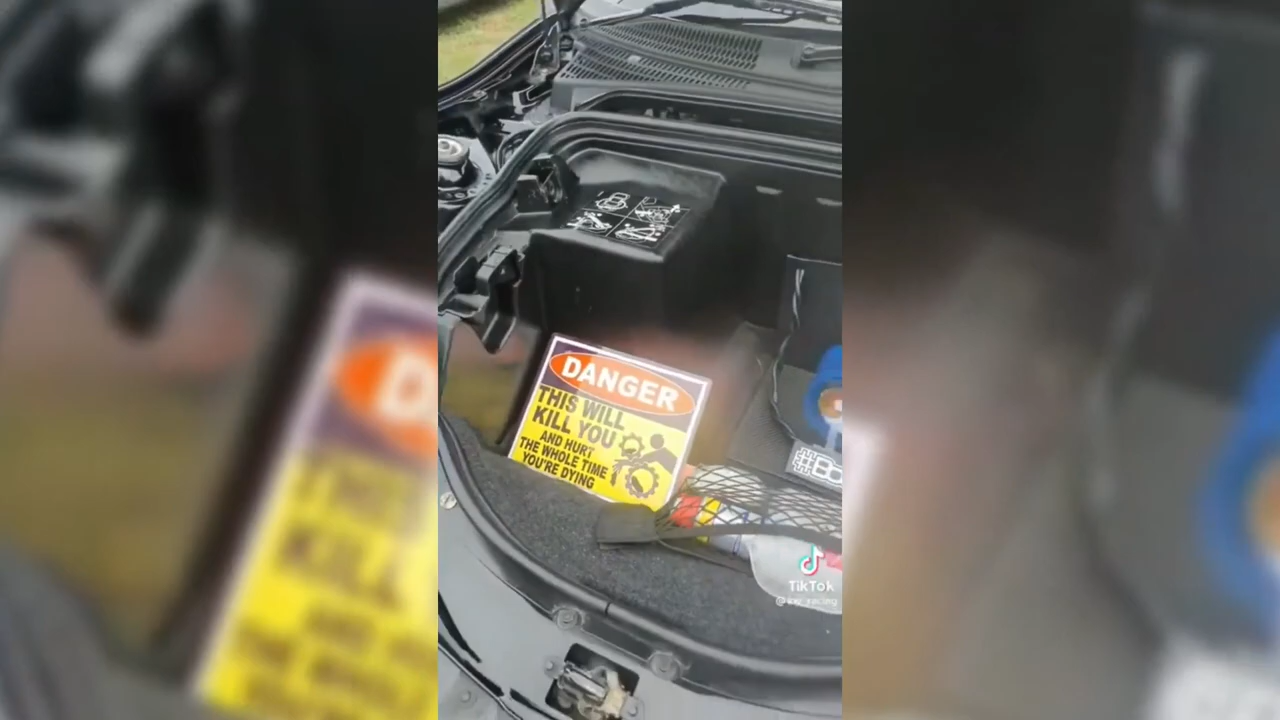 DANGER
THIS WILL
KILL YOU
AND HURT
THE WHOLE TIME
YOU'RE DYING
TikTok